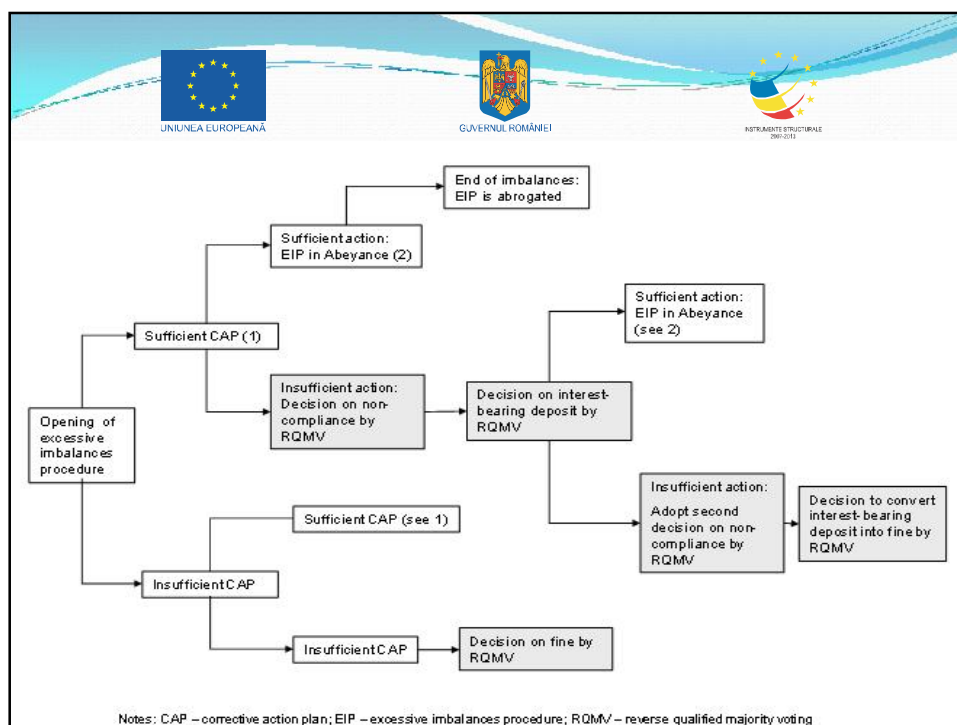 UNIUNEA EUROPEANĂ
GUVERNUL ROMÂNIEI
INSTRUMENTE STRUCTURALE
2007-2013
End of imbalances:
EIP is abrogated
Sufficient action:
EIP in Abeyance (2)
Sufficient action:
EIP in Abeyance
(see 2)
Sufficient CAP (1)
Insufficient action:
Decision on non-
compliance by
RQMV
Decision on interest-
bearing deposit by
RQMV
Opening of
excessive
imbalances
procedure
Insufficient action:
Adopt second
decision on non-
compliance by
RQMV
Decision to convert
interest-bearing
deposit into fine by
RQMV
Sufficient CAP (see 1)
Insufficient CAP
Insufficient CAP
Decision on fine by
RQMV
Notes: CAP – corrective action plan; EIP – excessive imbalances procedure; RQMV – reverse qualified majority voting